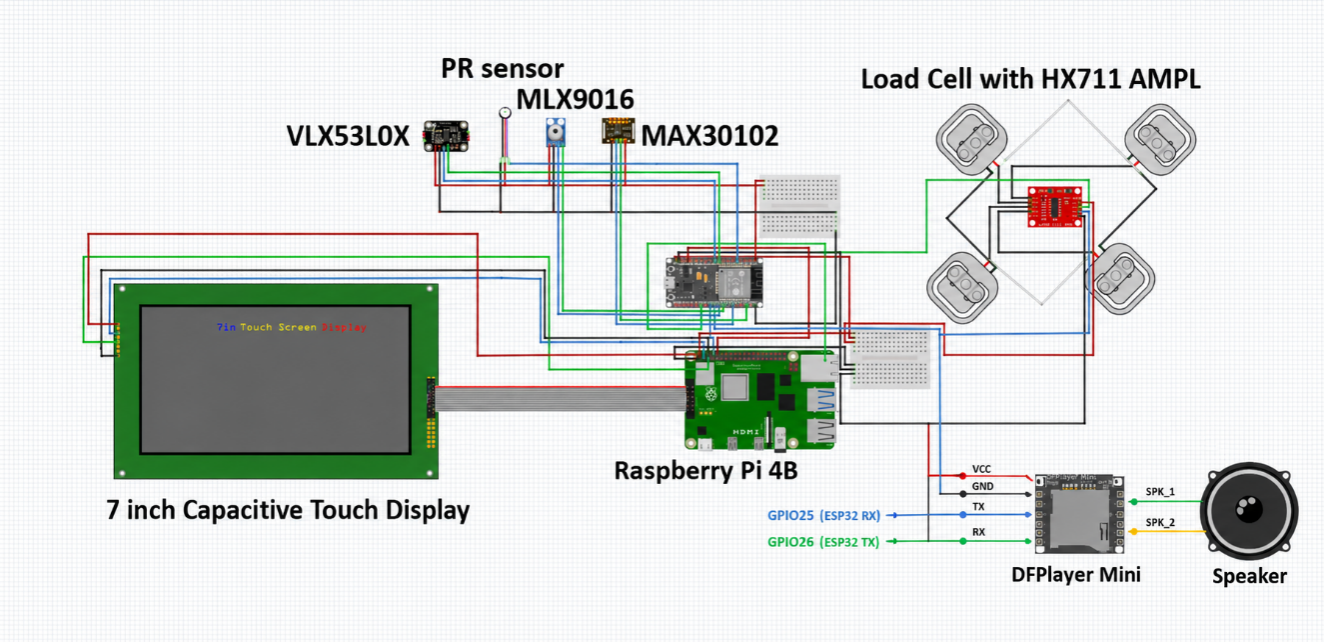 PR sensor
MLX9016
VLX53L0X
MAX30102
Load Cell with HX711 AMPL
7in Touch Screen Display
HDMI
Raspberry Pi 4B
7 inch Capacitive Touch Display
VCC
GND
TX
RX
GPIO25 (ESP32 RX)
GPIO26 (ESP32 TX)
DFPlayer Mini
SPK_1
SPK_2
DFPlayer Mini
Speaker